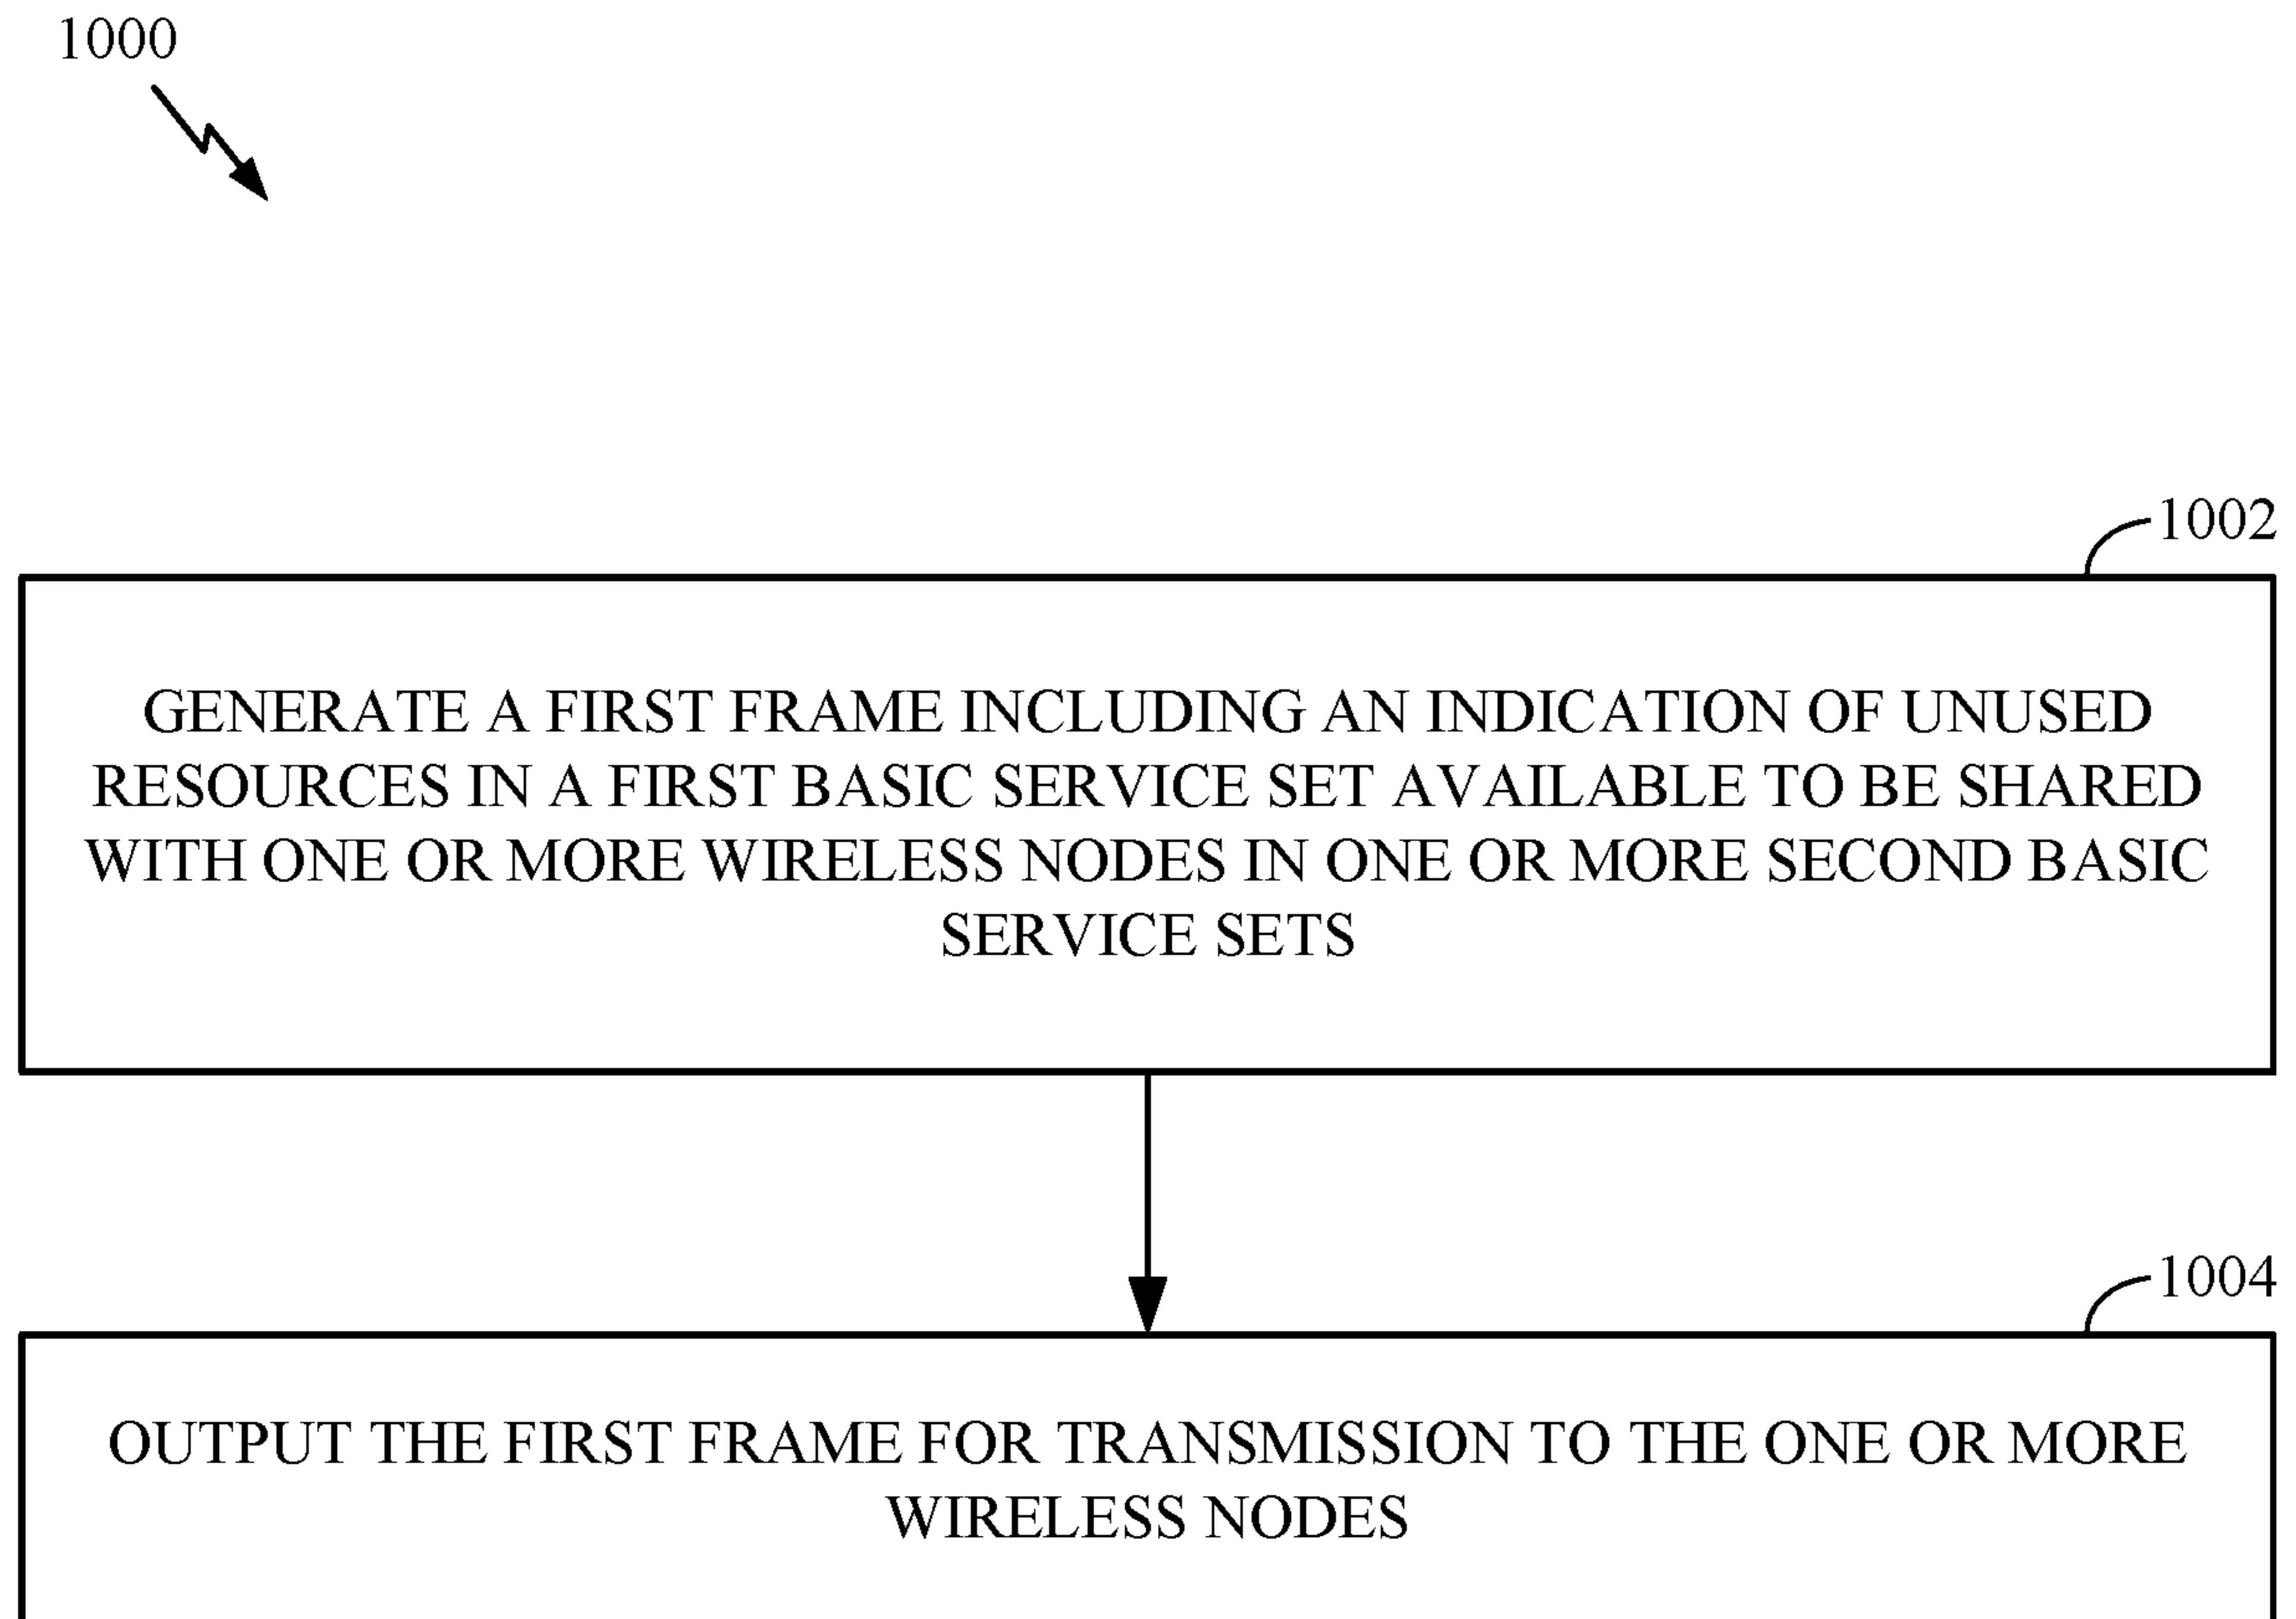 1000
1002
GENERATE A FIRST FRAME INCLUDING AN INDICATION OF UNUSED
RESOURCES IN A FIRST BASIC SERVICE SET AVAILABLE TO BE SHARED
WITH ONE OR MORE WIRELESS NODES IN ONE OR MORE SECOND BASIC
SERVICE SETS
1004
OUTPUT THE FIRST FRAME FOR TRANSMISSION TO THE ONE OR MORE
WIRELESS NODES